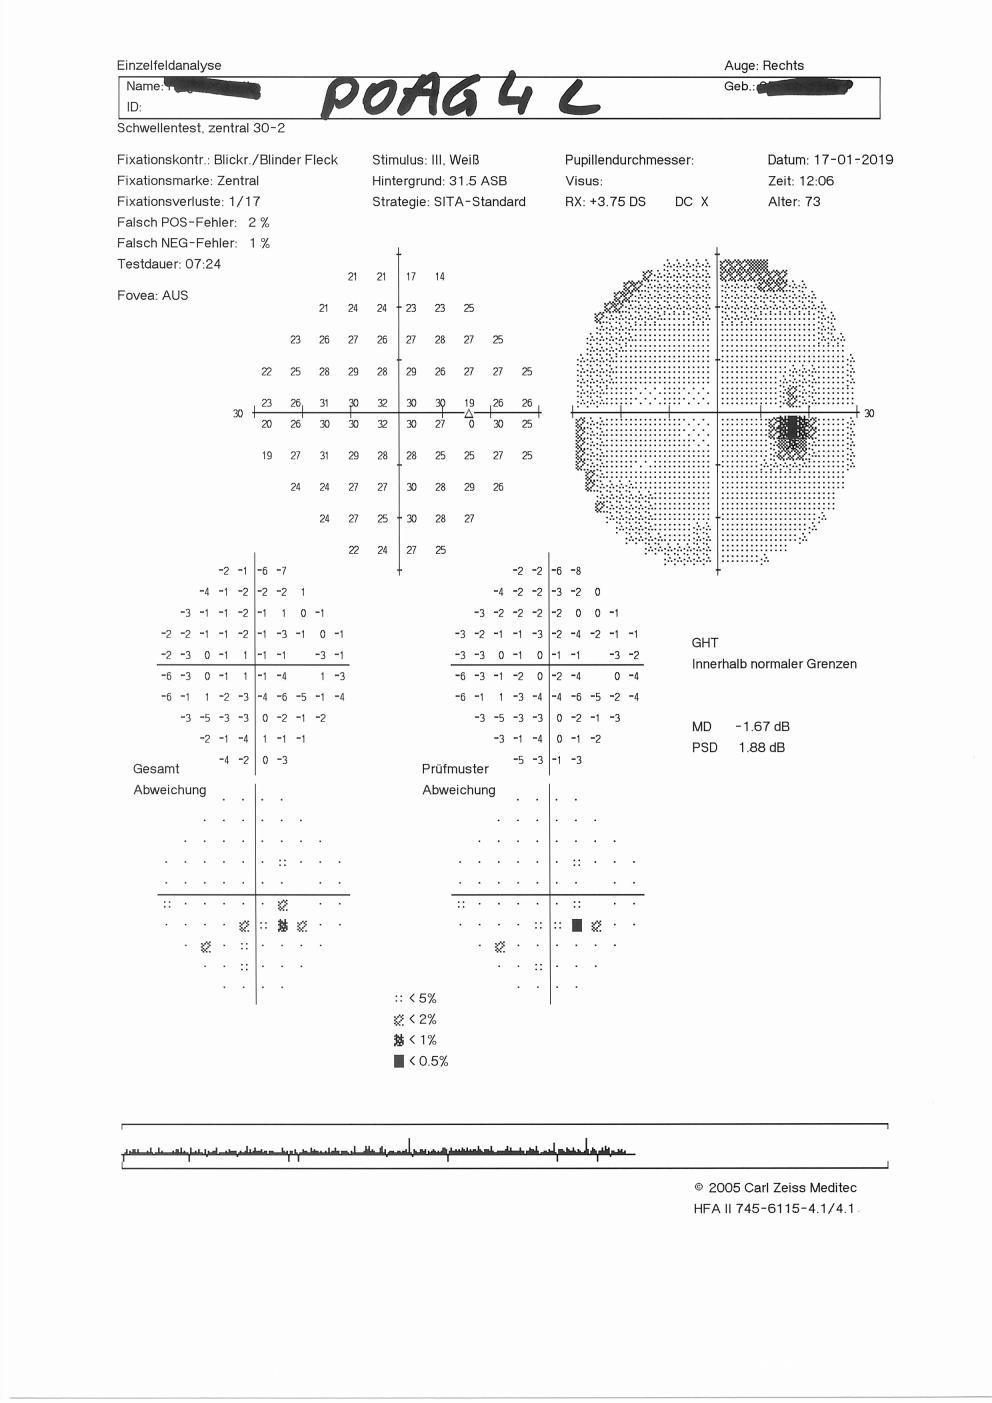 Einzelfeldanalyse Auge: Rechts
Name: Geb.:
POAG 4 L
ID:
Schwellentest, zentral 30-2
Fixationskontr.: Blickr./Blinder Fleck Stimulus: III, Weiß Pupillendurchmesser: Datum: 17-01-2019
Fixationsmarke: Zentral Hintergrund: 31.5 ASB Visus: Zeit: 12:06
Fixationsverluste: 1/17 Strategie: SITA-Standard RX: +3.75 DS DC X Alter: 73
Falsch POS-Fehler: 2 %
Falsch NEG-Fehler: 1 %
Testdauer: 07:24
Fovea: AUS
21 21 17 14
21 24 24 23 23 25
23 26 27 26 27 28 27 25
22 25 28 29 28 29 26 27 27 25
23 26 31 30 32 30 30 19 26 26
30 30
20 26 30 30 32 30 27 0 30 25
19 27 31 29 28 28 25 25 27 25
24 24 27 27 30 28 29 26
24 27 25 30 28 27
22 24 27 25
-2 -1 -6 -7 -2 -2 -6 -8
-4 -1 -2 -2 -2 1 -4 -2 -2 -3 -2 0
-3 -1 -1 -2 -1 1 0 -1 -3 -2 -2 -2 -2 0 0 -1
-2 -2 -1 -1 -2 -1 -3 -1 0 -1 -3 -2 -1 -1 -3 -2 -4 -2 -1 -1
GHT
-2 -3 0 -1 1 -1 -1 -3 -1 -3 -3 0 -1 0 -1 -1 -3 -2
Innerhalb normaler Grenzen
-6 -3 0 -1 1 -1 -4 1 -3 -6 -3 -1 -2 0 -2 -4 0 -4
-6 -1 1 -2 -3 -4 -6 -5 -1 -4 -6 -1 1 -3 -4 -4 -6 -5 -2 -4
-3 -5 -3 -3 0 -2 -1 -2 -3 -5 -3 -3 0 -2 -1 -3
MD -1.67 dB
-2 -1 -4 1 -1 -1 -3 -1 -4 0 -1 -2
PSD 1.88 dB
-4 -2 0 -3 -5 -3 -1 -3
Gesamt Prüfmuster
Abweichung Abweichung
< 5%
< 2%
< 1%
< 0.5%
© 2005 Carl Zeiss Meditec
HFA II 745-6115-4.1/4.1